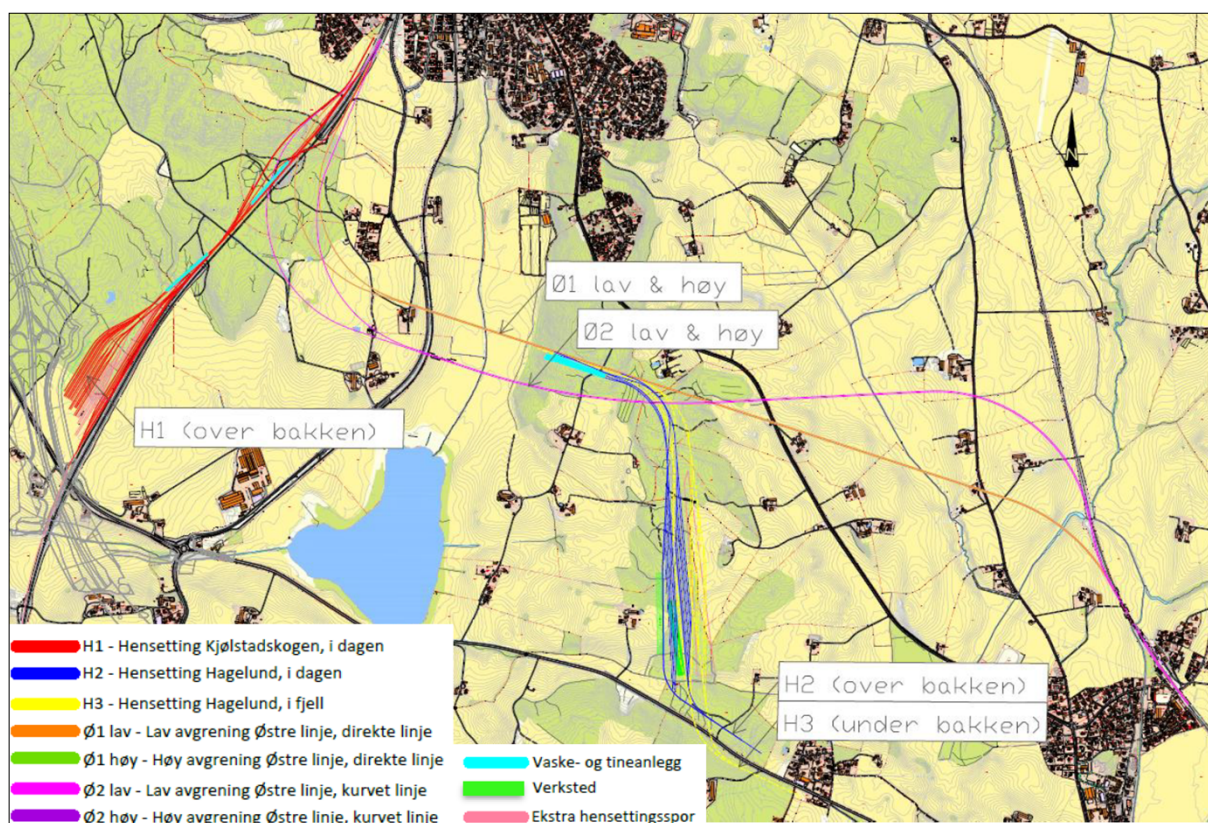 N
Ø1 lav & høy
Ø2 lav & høy
H1 (over bakken)
H2 (over bakken)
H3 (under bakken)
H1 - Hensetting Kjølstadskogen, i dagen
H2 - Hensetting Hagelund, i dagen
H3 - Hensetting Hagelund, i fjell
Ø1 lav - Lav avgrening Østre linje, direkte linje
Ø1 høy - Høy avgrening Østre linje, direkte linje
Ø2 lav - Lav avgrening Østre linje, kurvet linje
Ø2 høy - Høy avgrening Østre linje, kurvet linje
Vaske- og tineanlegg
Verksted
Ekstra hensettingsspor